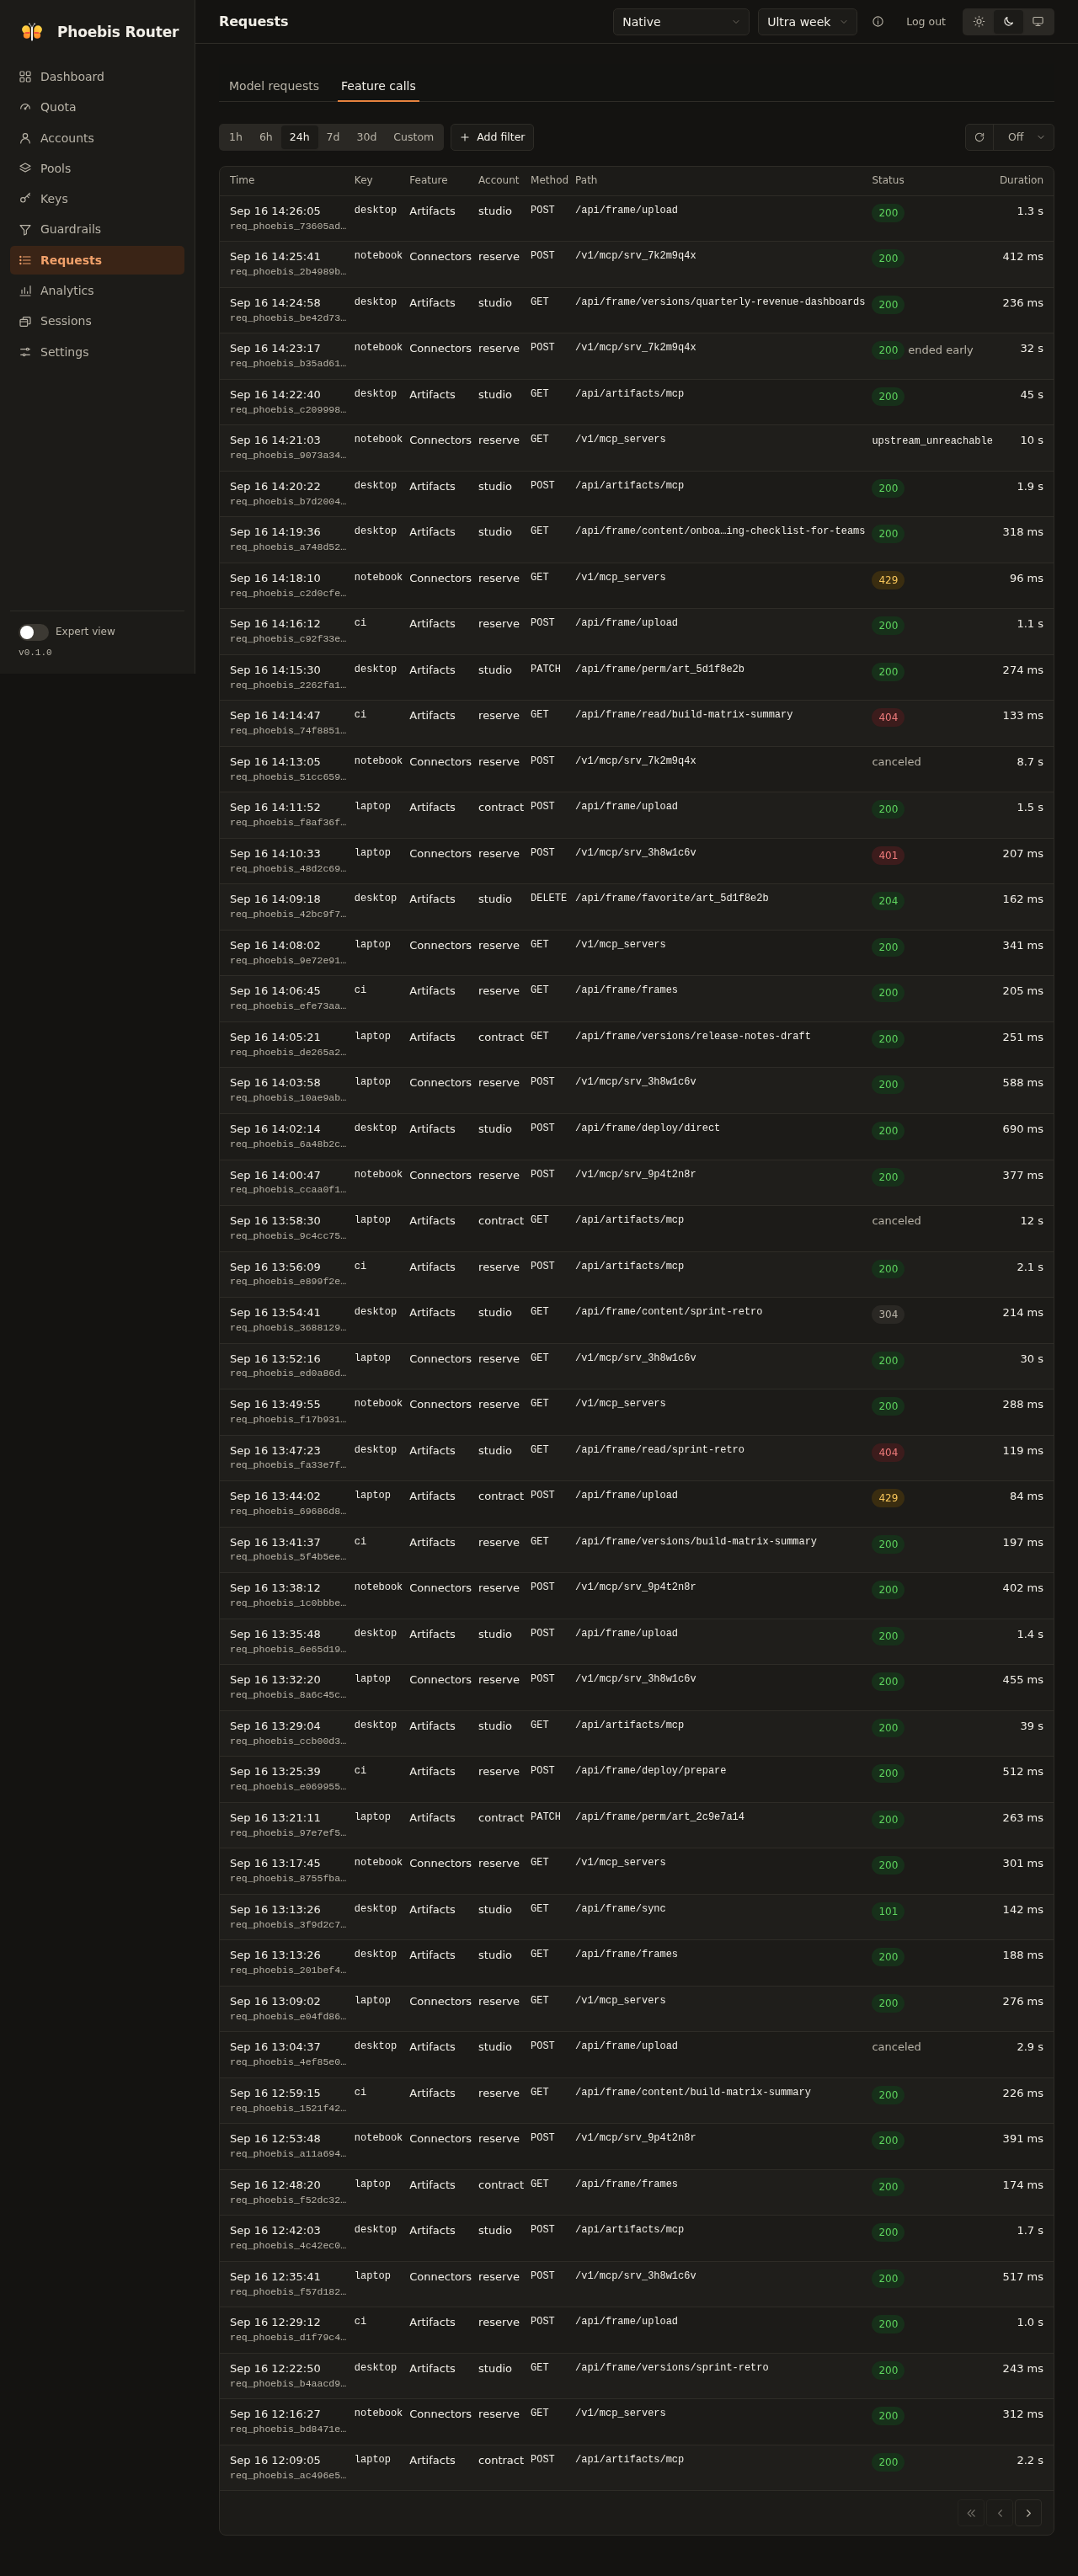 Phoebis Router
Dashboard
Quota
Accounts
Pools
Keys
Guardrails
Requests
Analytics
Sessions
Settings
Expert view
v0.1.0
Requests
Native
Ultra week
Log out
Model requests Feature calls
1h 6h 24h 7d 30d Custom Add filter Off
Time Key Feature Account Method Path Status Duration
Sep 16 14:26:05 desktop Artifacts studio POST /api/frame/upload 200 1.3 s
req_phoebis_73605ad…
Sep 16 14:25:41 notebook Connectors reserve POST /v1/mcp/srv_7k2m9q4x 200 412 ms
req_phoebis_2b4989b…
Sep 16 14:24:58 desktop Artifacts studio GET /api/frame/versions/quarterly-revenue-dashboards 200 236 ms
req_phoebis_be42d73…
Sep 16 14:23:17 notebook Connectors reserve POST /v1/mcp/srv_7k2m9q4x 200 ended early 32 s
req_phoebis_b35ad61…
Sep 16 14:22:40 desktop Artifacts studio GET /api/artifacts/mcp 200 45 s
req_phoebis_c209998…
Sep 16 14:21:03 notebook Connectors reserve GET /v1/mcp_servers upstream_unreachable 10 s
req_phoebis_9073a34…
Sep 16 14:20:22 desktop Artifacts studio POST /api/artifacts/mcp 200 1.9 s
req_phoebis_b7d2004…
Sep 16 14:19:36 desktop Artifacts studio GET /api/frame/content/onboa…ing-checklist-for-teams 200 318 ms
req_phoebis_a748d52…
Sep 16 14:18:10 notebook Connectors reserve GET /v1/mcp_servers 429 96 ms
req_phoebis_c2d0cfe…
Sep 16 14:16:12 ci Artifacts reserve POST /api/frame/upload 200 1.1 s
req_phoebis_c92f33e…
Sep 16 14:15:30 desktop Artifacts studio PATCH /api/frame/perm/art_5d1f8e2b 200 274 ms
req_phoebis_2262fa1…
Sep 16 14:14:47 ci Artifacts reserve GET /api/frame/read/build-matrix-summary 404 133 ms
req_phoebis_74f8851…
Sep 16 14:13:05 notebook Connectors reserve POST /v1/mcp/srv_7k2m9q4x canceled 8.7 s
req_phoebis_51cc659…
Sep 16 14:11:52 laptop Artifacts contract POST /api/frame/upload 200 1.5 s
req_phoebis_f8af36f…
Sep 16 14:10:33 laptop Connectors reserve POST /v1/mcp/srv_3h8w1c6v 401 207 ms
req_phoebis_48d2c69…
Sep 16 14:09:18 desktop Artifacts studio DELETE /api/frame/favorite/art_5d1f8e2b 204 162 ms
req_phoebis_42bc9f7…
Sep 16 14:08:02 laptop Connectors reserve GET /v1/mcp_servers 200 341 ms
req_phoebis_9e72e91…
Sep 16 14:06:45 ci Artifacts reserve GET /api/frame/frames 200 205 ms
req_phoebis_efe73aa…
Sep 16 14:05:21 laptop Artifacts contract GET /api/frame/versions/release-notes-draft 200 251 ms
req_phoebis_de265a2…
Sep 16 14:03:58 laptop Connectors reserve POST /v1/mcp/srv_3h8w1c6v 200 588 ms
req_phoebis_10ae9ab…
Sep 16 14:02:14 desktop Artifacts studio POST /api/frame/deploy/direct 200 690 ms
req_phoebis_6a48b2c…
Sep 16 14:00:47 notebook Connectors reserve POST /v1/mcp/srv_9p4t2n8r 200 377 ms
req_phoebis_ccaa0f1…
Sep 16 13:58:30 laptop Artifacts contract GET /api/artifacts/mcp canceled 12 s
req_phoebis_9c4cc75…
Sep 16 13:56:09 ci Artifacts reserve POST /api/artifacts/mcp 200 2.1 s
req_phoebis_e899f2e…
Sep 16 13:54:41 desktop Artifacts studio GET /api/frame/content/sprint-retro 304 214 ms
req_phoebis_3688129…
Sep 16 13:52:16 laptop Connectors reserve GET /v1/mcp/srv_3h8w1c6v 200 30 s
req_phoebis_ed0a86d…
Sep 16 13:49:55 notebook Connectors reserve GET /v1/mcp_servers 200 288 ms
req_phoebis_f17b931…
Sep 16 13:47:23 desktop Artifacts studio GET /api/frame/read/sprint-retro 404 119 ms
req_phoebis_fa33e7f…
Sep 16 13:44:02 laptop Artifacts contract POST /api/frame/upload 429 84 ms
req_phoebis_69686d8…
Sep 16 13:41:37 ci Artifacts reserve GET /api/frame/versions/build-matrix-summary 200 197 ms
req_phoebis_5f4b5ee…
Sep 16 13:38:12 notebook Connectors reserve POST /v1/mcp/srv_9p4t2n8r 200 402 ms
req_phoebis_1c0bbbe…
Sep 16 13:35:48 desktop Artifacts studio POST /api/frame/upload 200 1.4 s
req_phoebis_6e65d19…
Sep 16 13:32:20 laptop Connectors reserve POST /v1/mcp/srv_3h8w1c6v 200 455 ms
req_phoebis_8a6c45c…
Sep 16 13:29:04 desktop Artifacts studio GET /api/artifacts/mcp 200 39 s
req_phoebis_ccb00d3…
Sep 16 13:25:39 ci Artifacts reserve POST /api/frame/deploy/prepare 200 512 ms
req_phoebis_e069955…
Sep 16 13:21:11 laptop Artifacts contract PATCH /api/frame/perm/art_2c9e7a14 200 263 ms
req_phoebis_97e7ef5…
Sep 16 13:17:45 notebook Connectors reserve GET /v1/mcp_servers 200 301 ms
req_phoebis_8755fba…
Sep 16 13:13:26 desktop Artifacts studio GET /api/frame/sync 101 142 ms
req_phoebis_3f9d2c7…
Sep 16 13:13:26 desktop Artifacts studio GET /api/frame/frames 200 188 ms
req_phoebis_201bef4…
Sep 16 13:09:02 laptop Connectors reserve GET /v1/mcp_servers 200 276 ms
req_phoebis_e04fd86…
Sep 16 13:04:37 desktop Artifacts studio POST /api/frame/upload canceled 2.9 s
req_phoebis_4ef85e0…
Sep 16 12:59:15 ci Artifacts reserve GET /api/frame/content/build-matrix-summary 200 226 ms
req_phoebis_1521f42…
Sep 16 12:53:48 notebook Connectors reserve POST /v1/mcp/srv_9p4t2n8r 200 391 ms
req_phoebis_a11a694…
Sep 16 12:48:20 laptop Artifacts contract GET /api/frame/frames 200 174 ms
req_phoebis_f52dc32…
Sep 16 12:42:03 desktop Artifacts studio POST /api/artifacts/mcp 200 1.7 s
req_phoebis_4c42ec0…
Sep 16 12:35:41 laptop Connectors reserve POST /v1/mcp/srv_3h8w1c6v 200 517 ms
req_phoebis_f57d182…
Sep 16 12:29:12 ci Artifacts reserve POST /api/frame/upload 200 1.0 s
req_phoebis_d1f79c4…
Sep 16 12:22:50 desktop Artifacts studio GET /api/frame/versions/sprint-retro 200 243 ms
req_phoebis_b4aacd9…
Sep 16 12:16:27 notebook Connectors reserve GET /v1/mcp_servers 200 312 ms
req_phoebis_bd8471e…
Sep 16 12:09:05 laptop Artifacts contract POST /api/artifacts/mcp 200 2.2 s
req_phoebis_ac496e5…